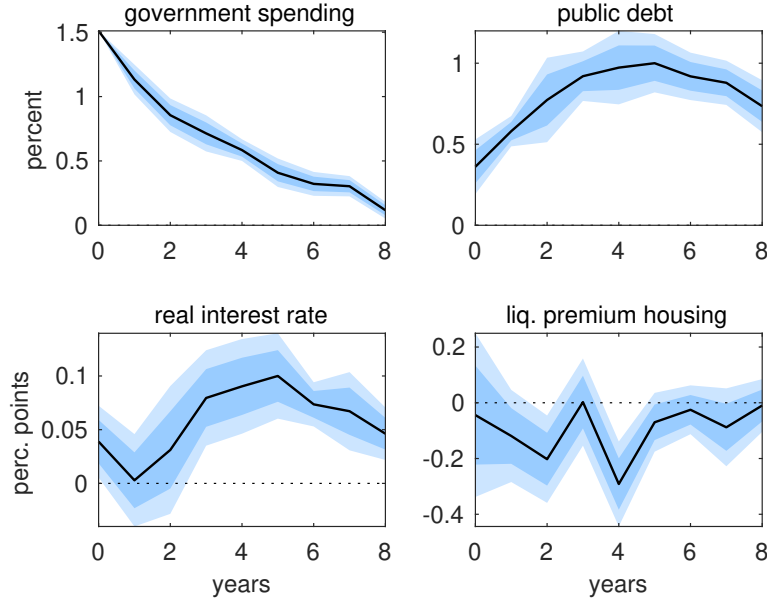 government spending
public debt
percent
1.5
1
0.5
0
0 2 4 6 8
1
0.5
0
0 2 4 6 8
real interest rate
liq. premium housing
perc. points
0.1
0.05
0
0 2 4 6 8
years
0.2
0
-0.2
-0.4
0 2 4 6 8
years